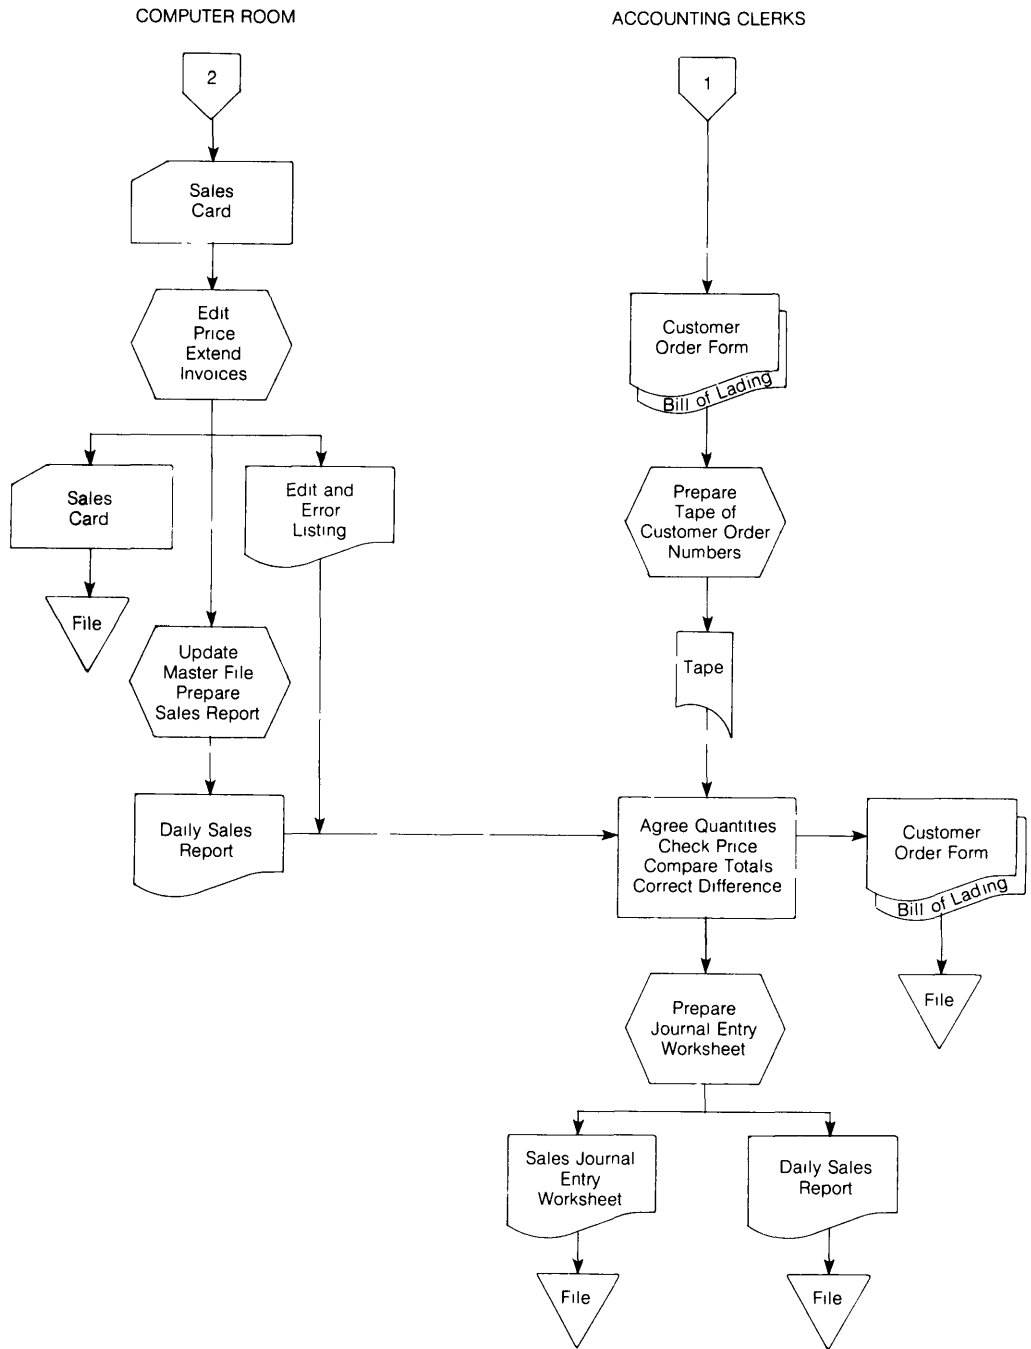 COMPUTER ROOM
2
Sales
Card
Edit
Price
Extend
Invoices
Sales
Card
File
Edit and
Error
Listing
Update
Master File
Prepare
Sales Report
Daily Sales
Report
ACCOUNTING CLERKS
1
Customer
Order Form
Bill of Lading
Prepare
Tape of
Customer Order
Numbers
Tape
Agree Quantities
Check Price
Compare Totals
Correct Difference
Customer
Order Form
Bill of Lading
File
Prepare
Journal Entry
Worksheet
Sales Journal
Entry
Worksheet
File
Daily Sales
Report
File